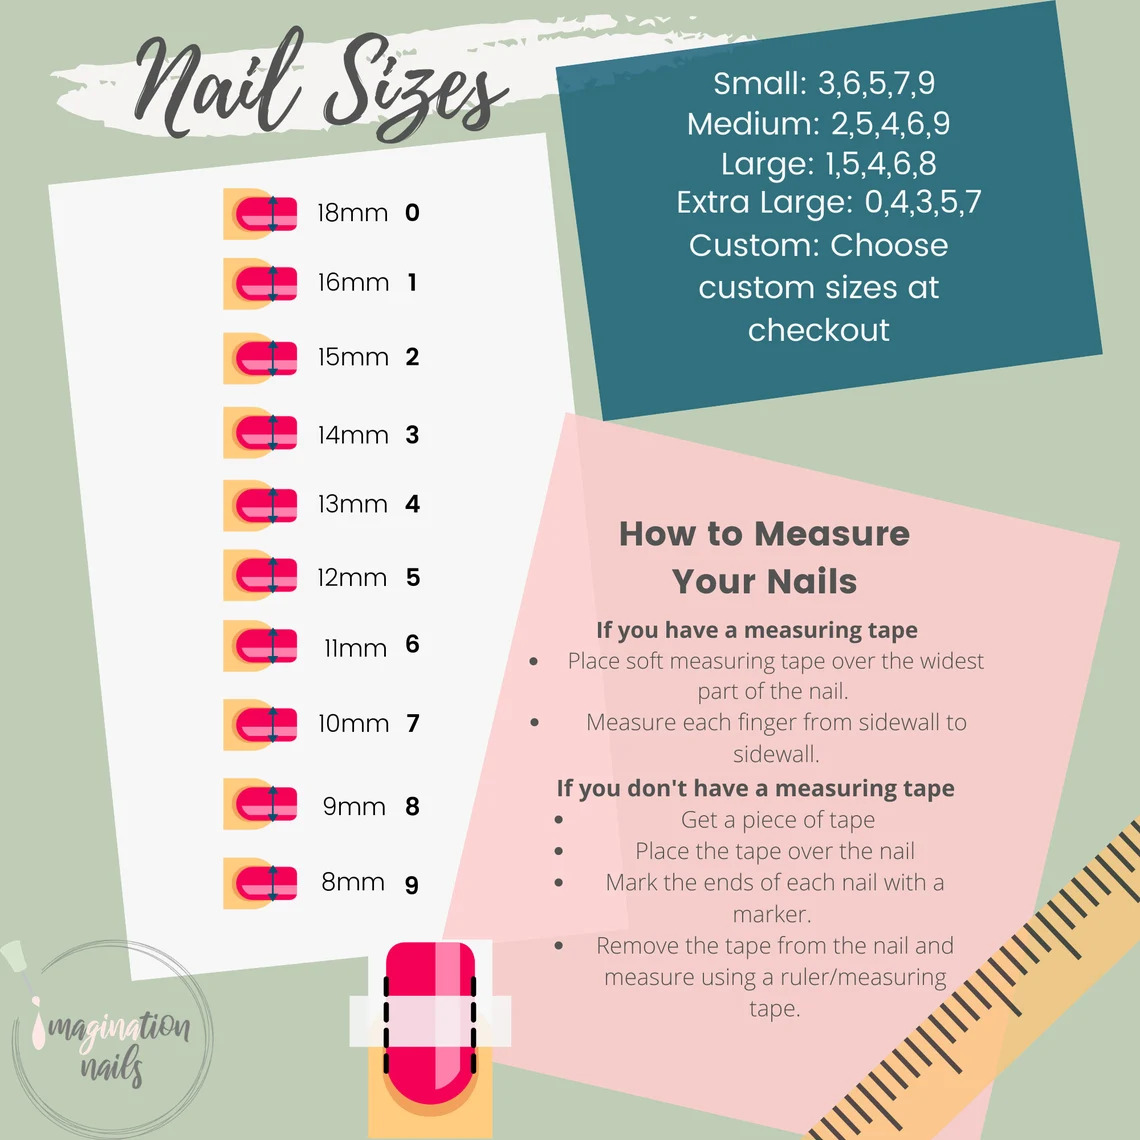 Nail Sizes
18mm 0
16mm 1
15mm 2
14mm 3
13mm 4
12mm 5
11mm 6
10mm 7
9mm 8
8mm 9
Small: 3,6,5,7,9
Medium: 2,5,4,6,9
Large: 1,5,4,6,8
Extra Large: 0,4,3,5,7
Custom: Choose
custom sizes at
checkout
How to Measure
Your Nails
If you have a measuring tape
• Place soft measuring tape over the widest
part of the nail.
• Measure each finger from sidewall to
sidewall.
If you don't have a measuring tape
• Get a piece of tape
• Place the tape over the nail
• Mark the ends of each nail with a
marker.
• Remove the tape from the nail and
measure using a ruler/measuring
tape.
imagination
nails